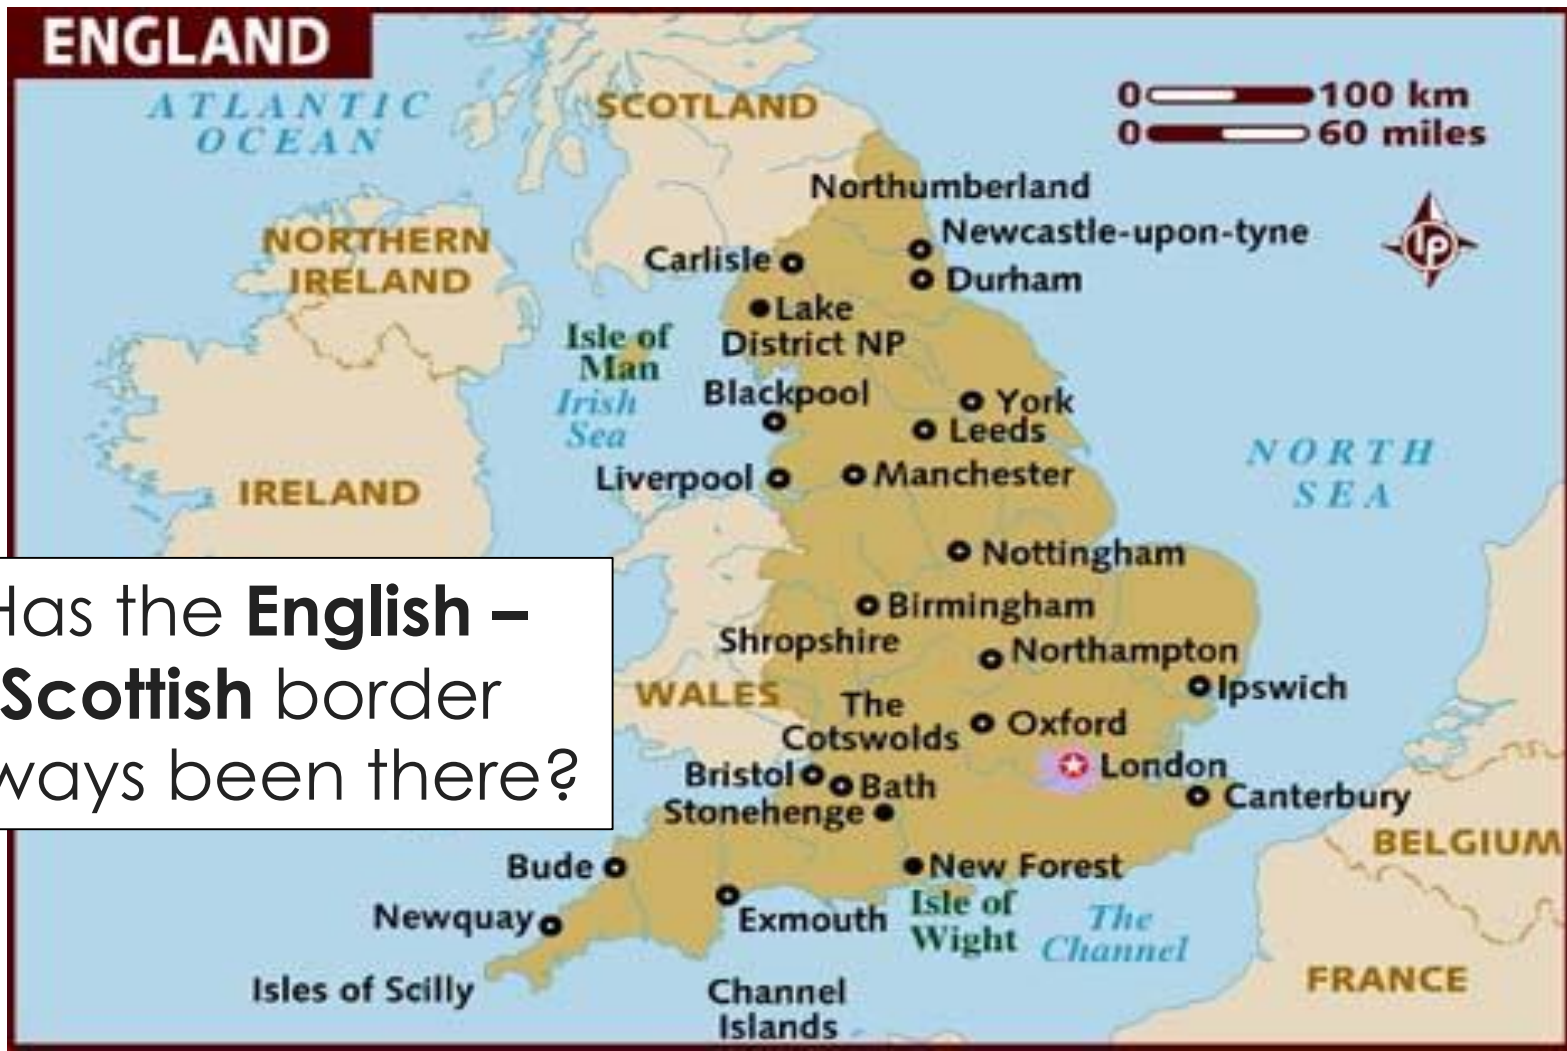 ENGLAND
ATLANTIC
OCEAN
SCOTLAND
0 100 km
0 60 miles
Northumberland
Newcastle-upon-tyne
NORTHERN
IRELAND
Carlisle
Durham
lp
Lake
District NP
Isle of
Man
Irish
Sea
Blackpool
York
Leeds
Liverpool
Manchester
NORTH
SEA
IRELAND
Nottingham
Has the English –
Scottish border
ways been there?
Birmingham
Shropshire
Northampton
Ipswich
WALES
The
Cotswolds
Oxford
London
Bristol
Bath
Canterbury
Stonehenge
BELGIUM
Bude
New Forest
Newquay
Exmouth
Isle of
Wight
The
Channel
Isles of Scilly
Channel
Islands
FRANCE